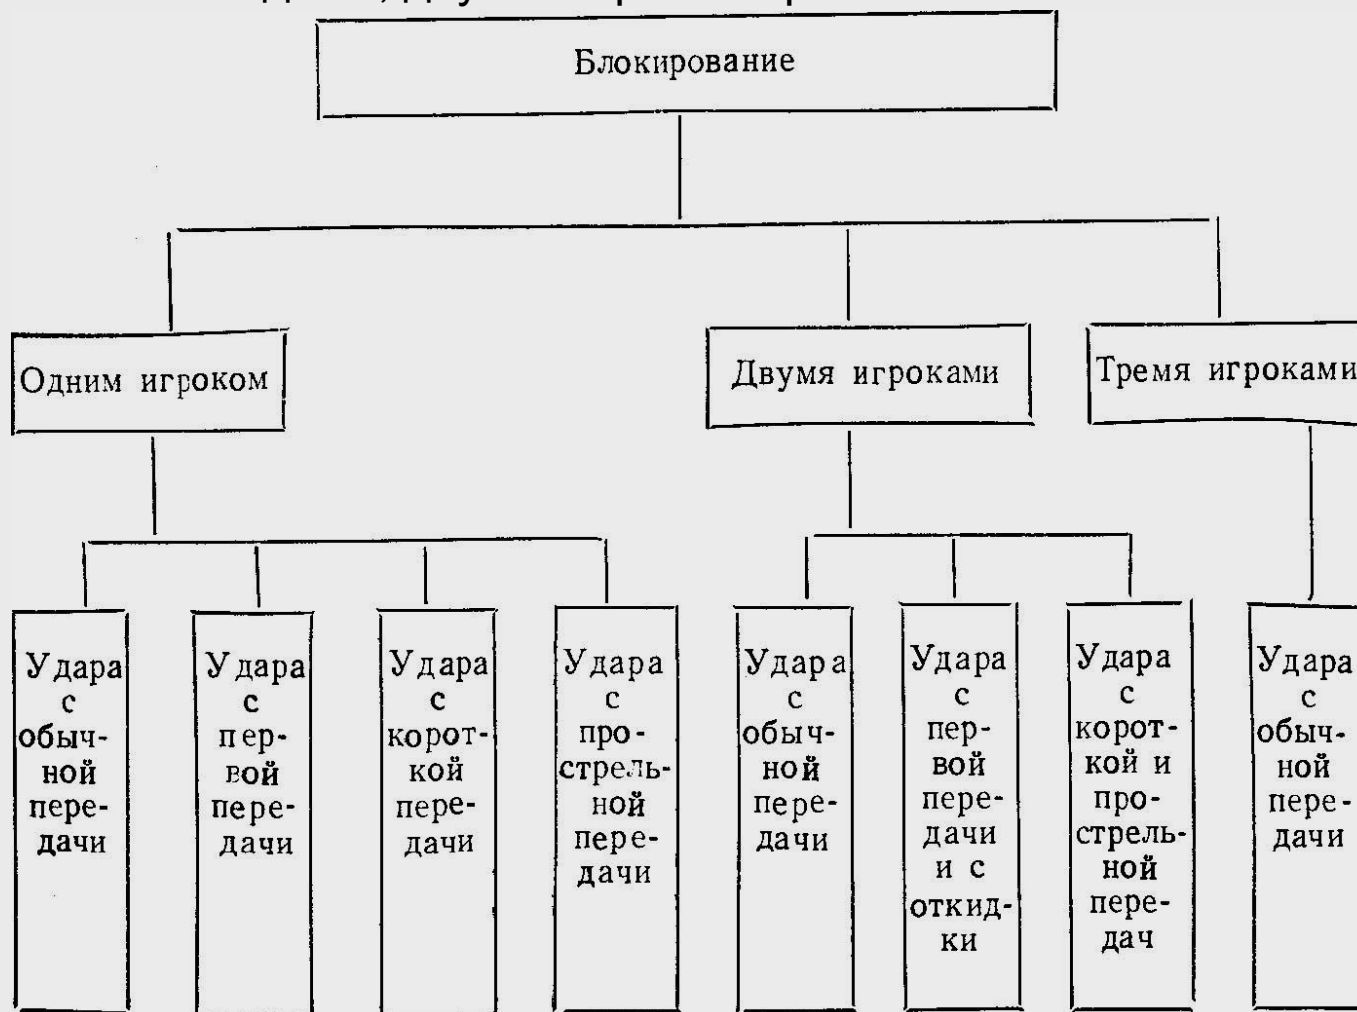 Блокирование
Одним игроком
Двумя игроками
Тремя игроками
Удара
с
обыч-
ной
пере-
дачи
Удара
с
пер-
вой
пере-
дачи
Удара
с
корот-
кой
пере-
дачи
Удара
с
про-
стрель-
ной
пере-
дачи
Удара
с
обыч-
ной
пере-
дачи
Удара
с
пер-
вой
пере-
дачи
и с
откид-
ки
Удара
с
корот-
кой и
про-
стрель-
ной
пере-
дач
Удара
с
обыч-
ной
пере-
дачи